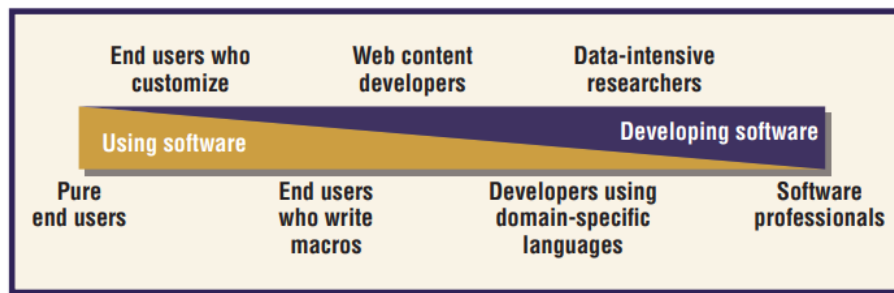 End users who
customize
Web content
developers
Data-intensive
researchers
Using software
Developing software
Pure
end users
End users
who write
macros
Developers using
domain-specific
languages
Software
professionals